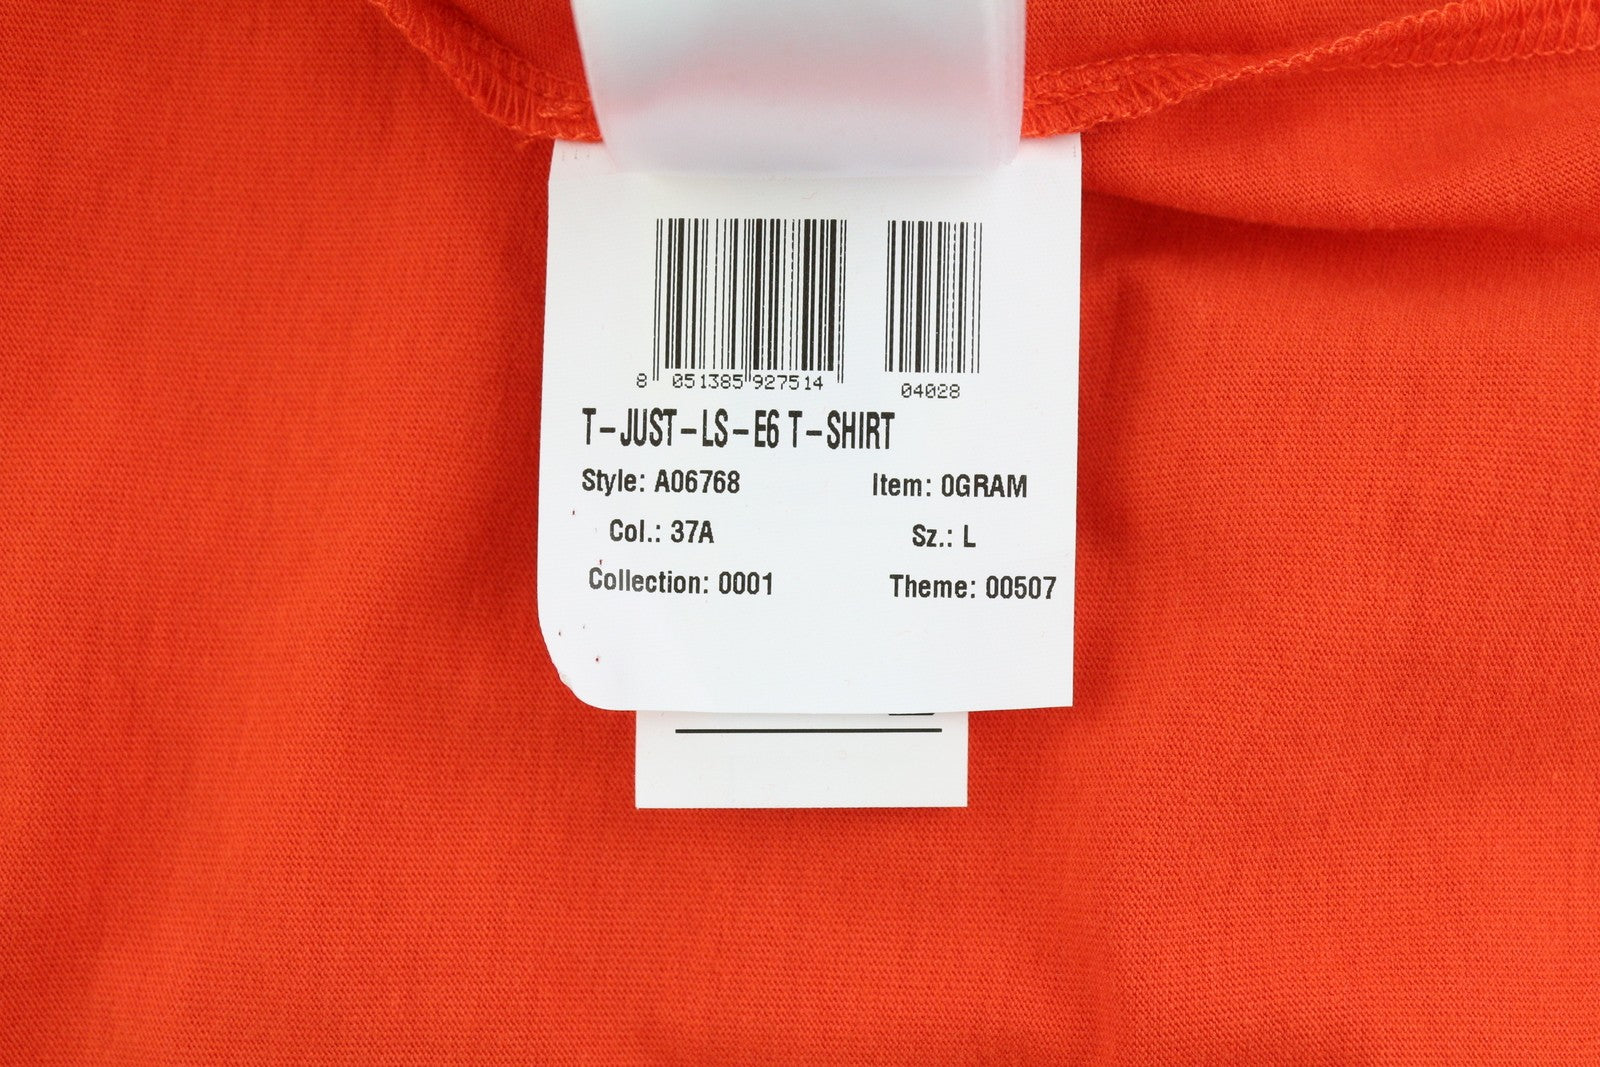 8 051385 927514 04028
T-JUST-LS-E6 T-SHIRT
Style: A06768 Item: 0GRAM
Col.: 37A Sz.: L
Collection: 0001 Theme: 00507